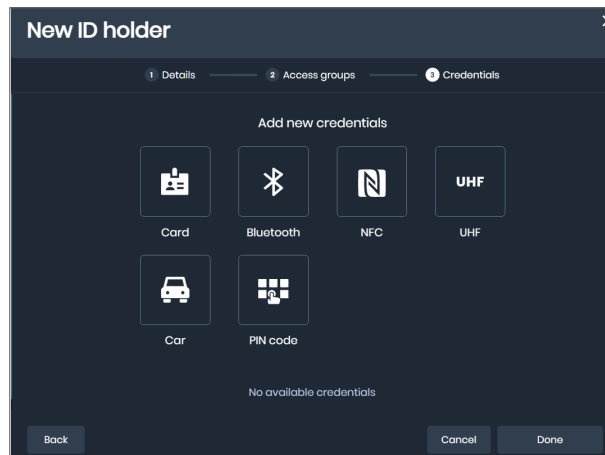 New ID holder
1 Details 2 Access groups 3 Credentials
Add new credentials
UHF
Card Bluetooth NFC UHF
Car PIN code
No available credentials
Back Cancel Done